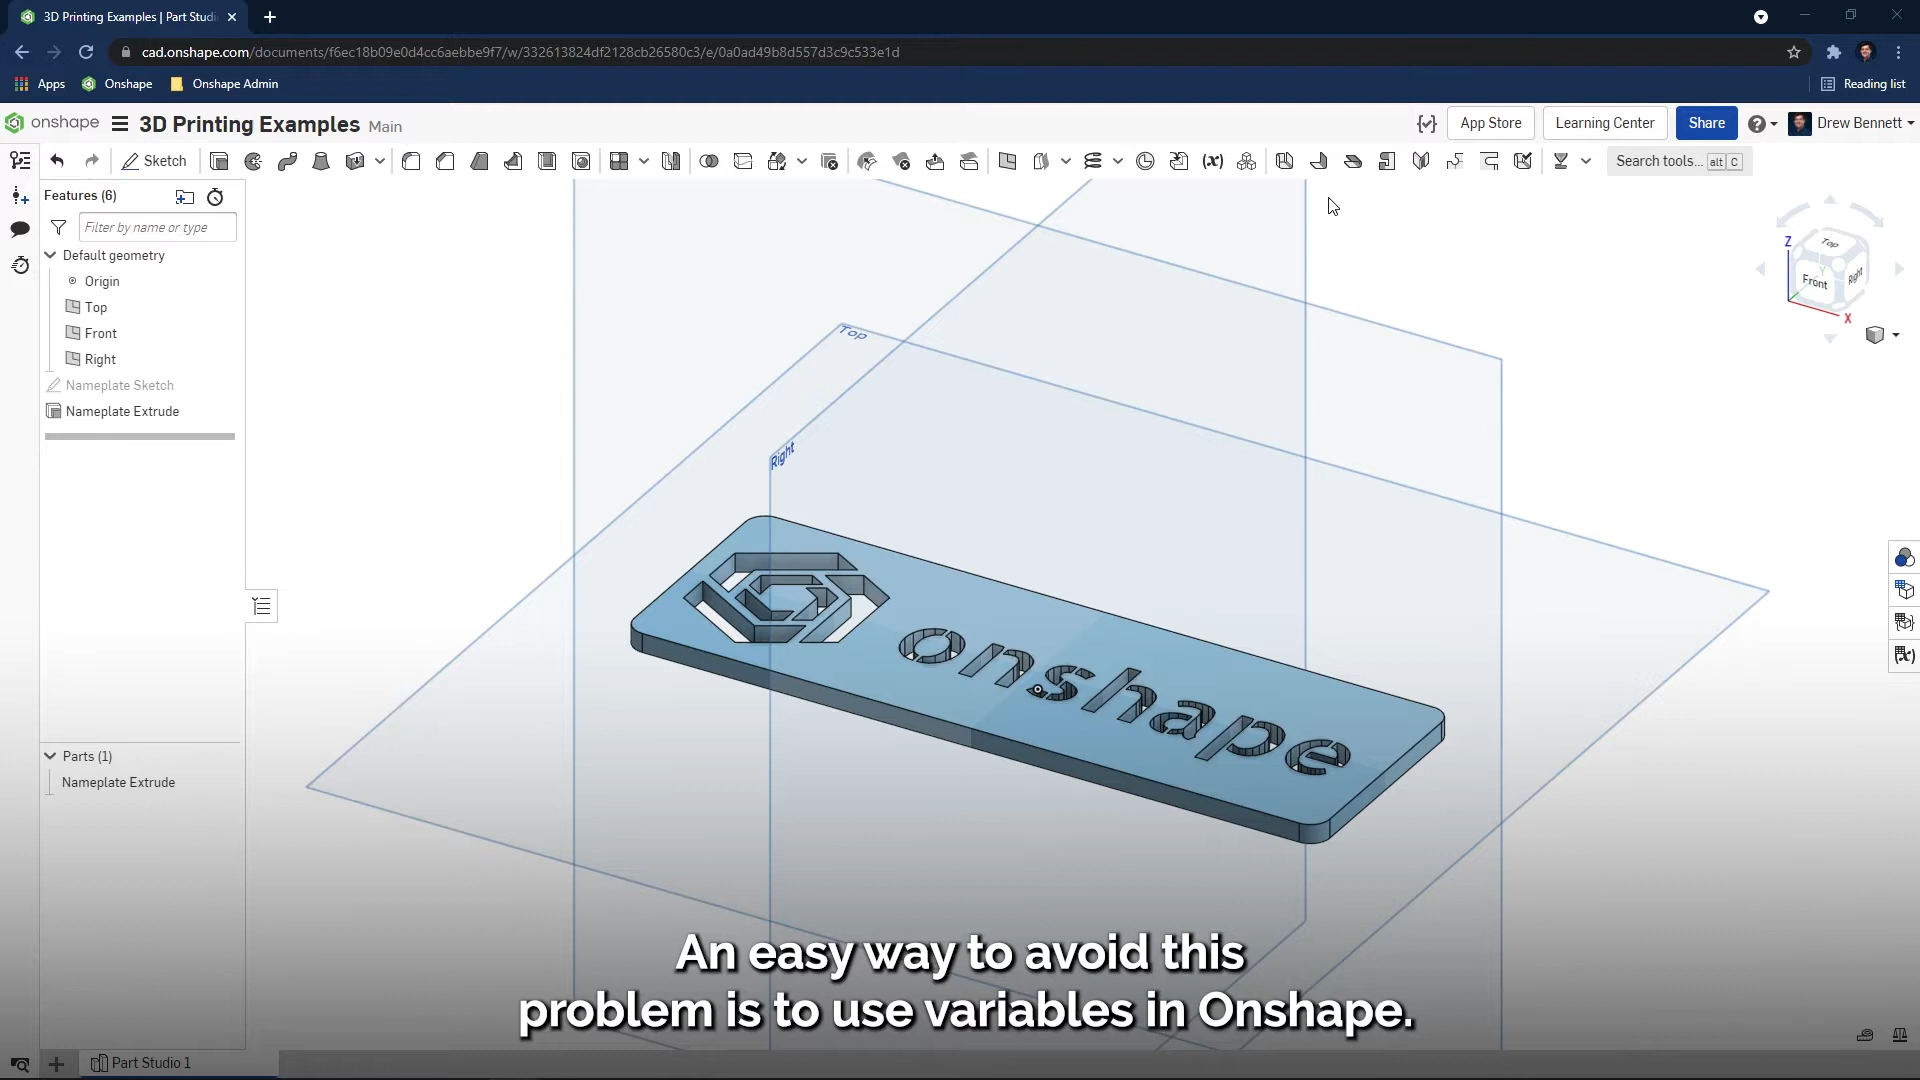 3D Printing Examples | Part Studi
cad.onshape.com/documents/f6ec18b09e0d4cc6aebbe9f7/w/332613824df2128cb26580c3/e/0a0ad49b8d557d3c9c533e1d
Apps Onshape Onshape Admin Reading list
onshape 3D Printing Examples Main App Store Learning Center Share Drew Bennett
Sketch (x) Search tools... alt C
Features (6)
Filter by name or type
Default geometry
Origin
Top
Front
Right
Nameplate Sketch
Nameplate Extrude
Top
Right
Z Top
Front Y Right
X
onshape
(x)
Parts (1)
Nameplate Extrude
An easy way to avoid this
problem is to use variables in Onshape.
Part Studio 1